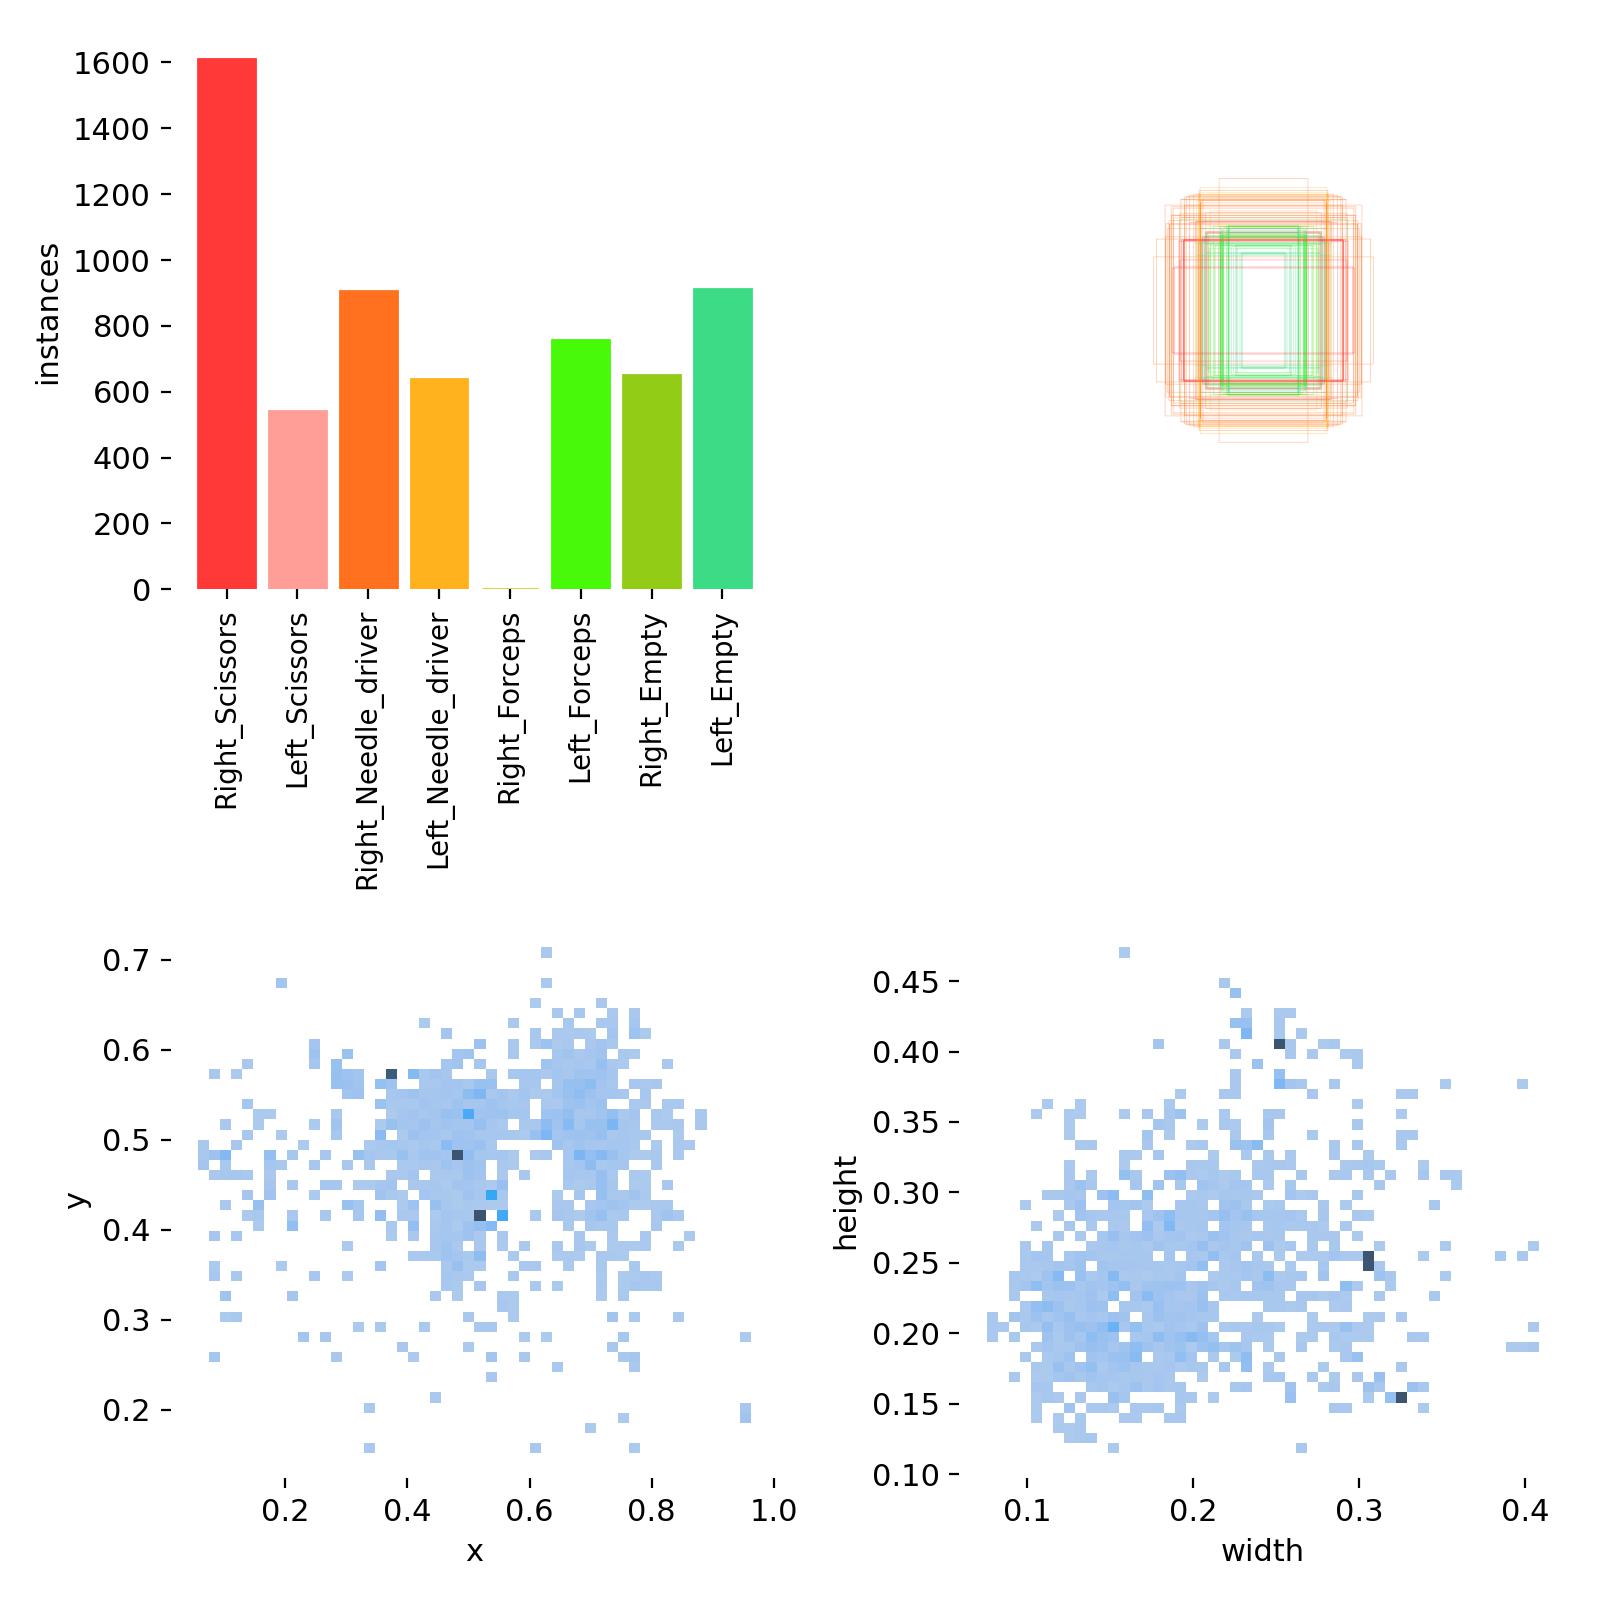 instances
1600
1400
1200
1000
800
600
400
200
0
Right_Scissors
Left_Scissors
Right_Needle_driver
Left_Needle_driver
Right_Forceps
Left_Forceps
Right_Empty
Left_Empty
y
0.7
0.6
0.5
0.4
0.3
0.2
0.2 0.4 0.6 0.8 1.0
x
height
0.45
0.40
0.35
0.30
0.25
0.20
0.15
0.10
0.1 0.2 0.3 0.4
width